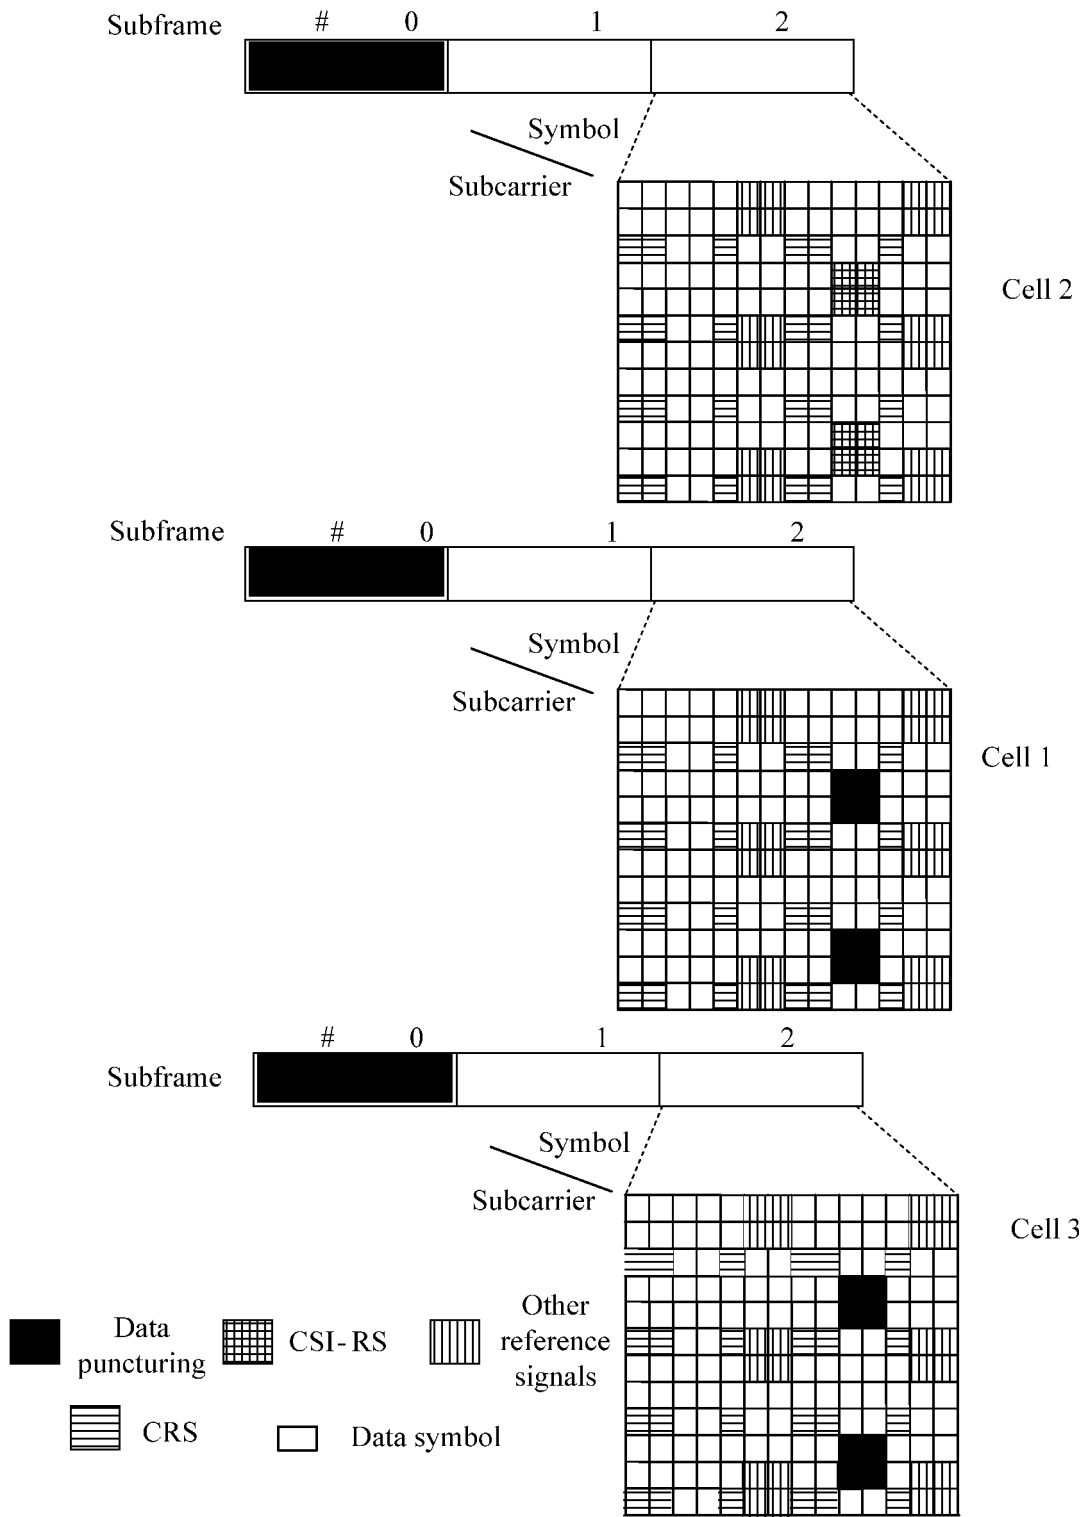 Subframe # 0 1 2
Symbol
Subcarrier
Cell 2
Subframe # 0 1 2
Symbol
Subcarrier
Cell 1
# 0 1 2
Subframe
Symbol
Subcarrier
Cell 3
Data
puncturing
CSI-RS
Other
reference
signals
CRS
Data symbol